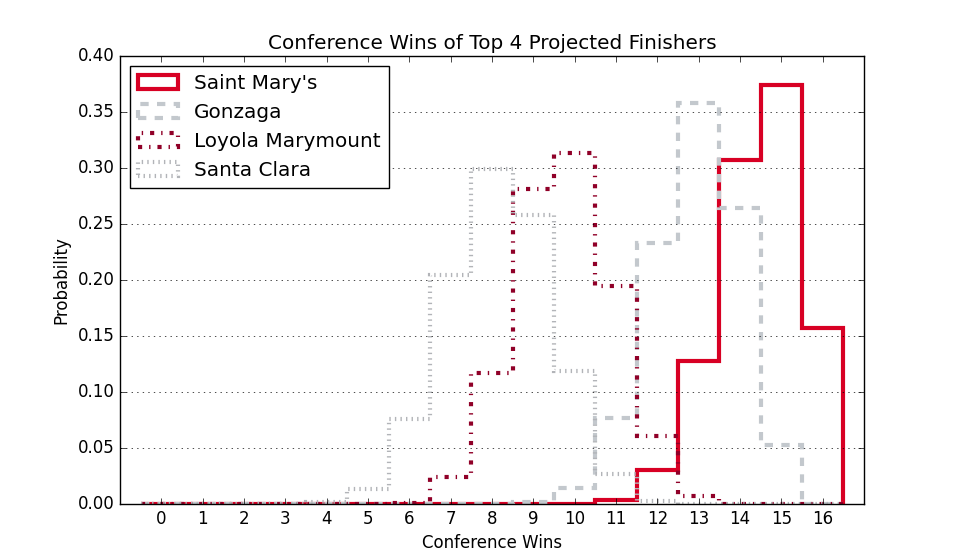 Conference Wins of Top 4 Projected Finishers
0.40
0.35
0.30
0.25
0.20
0.15
0.10
0.05
0.00
Probability
Saint Mary's
Gonzaga
Loyola Marymount
Santa Clara
0 1 2 3 4 5 6 7 8 9 10 11 12 13 14 15 16
Conference Wins